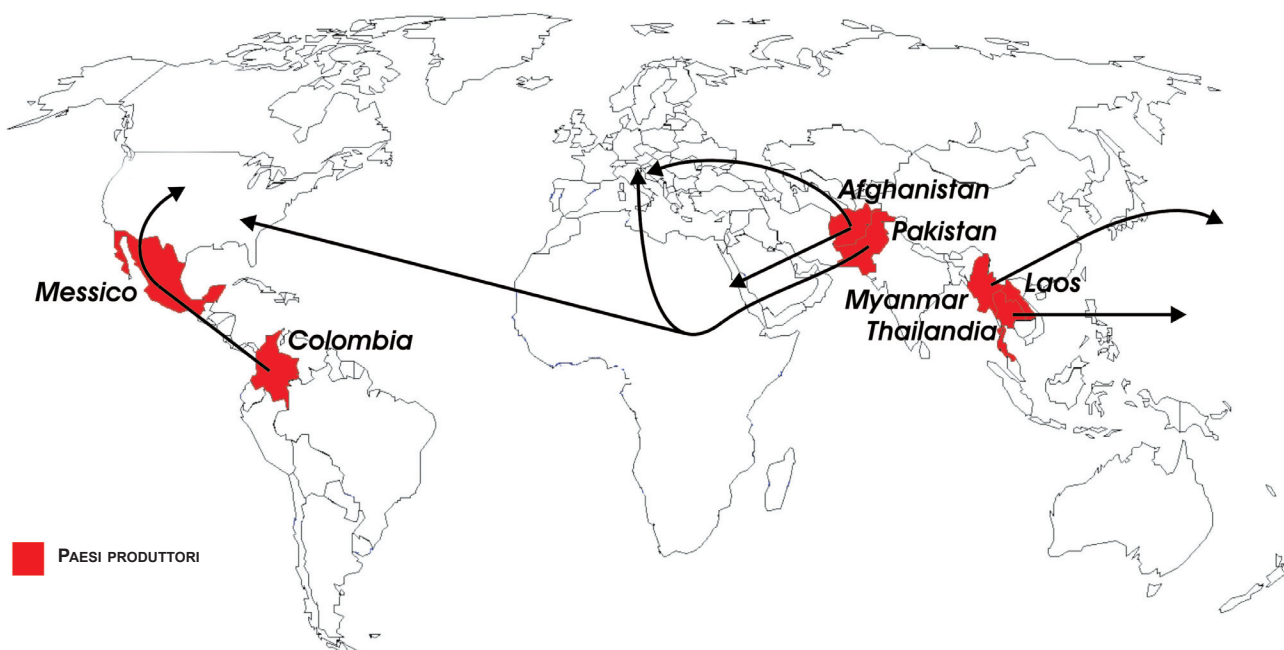 Afghanistan
Pakistan
Laos
Myanmar
Thailandia
Messico
Colombia
PAESI PRODUTTORI